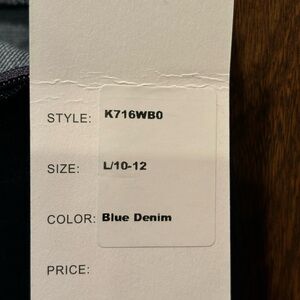 STYLE: K716WB0
SIZE: L/10-12
COLOR: Blue Denim
PRICE: